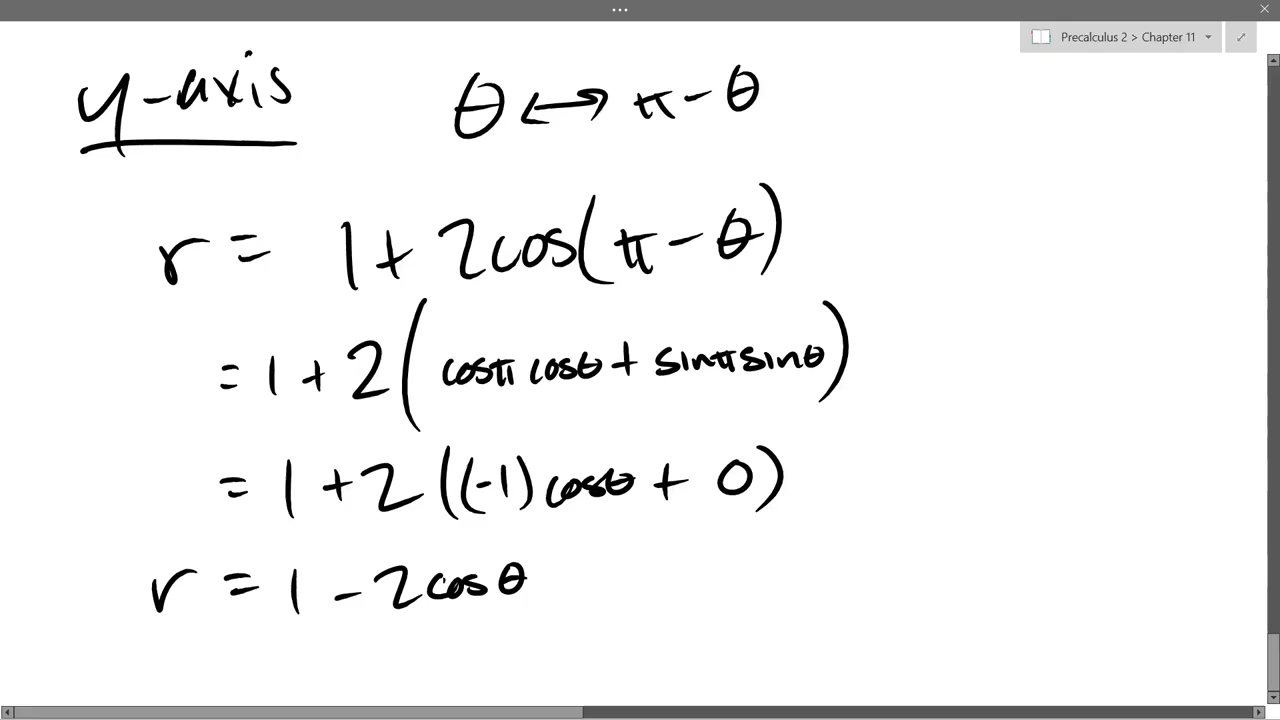 Precalculus 2 > Chapter 11
y-axis θ ↔ π - θ
r = 1 + 2cos(π - θ)
= 1 + 2(cosπ cosθ + sinπ sinθ)
= 1 + 2((-1)cosθ + 0)
r = 1 - 2cosθ